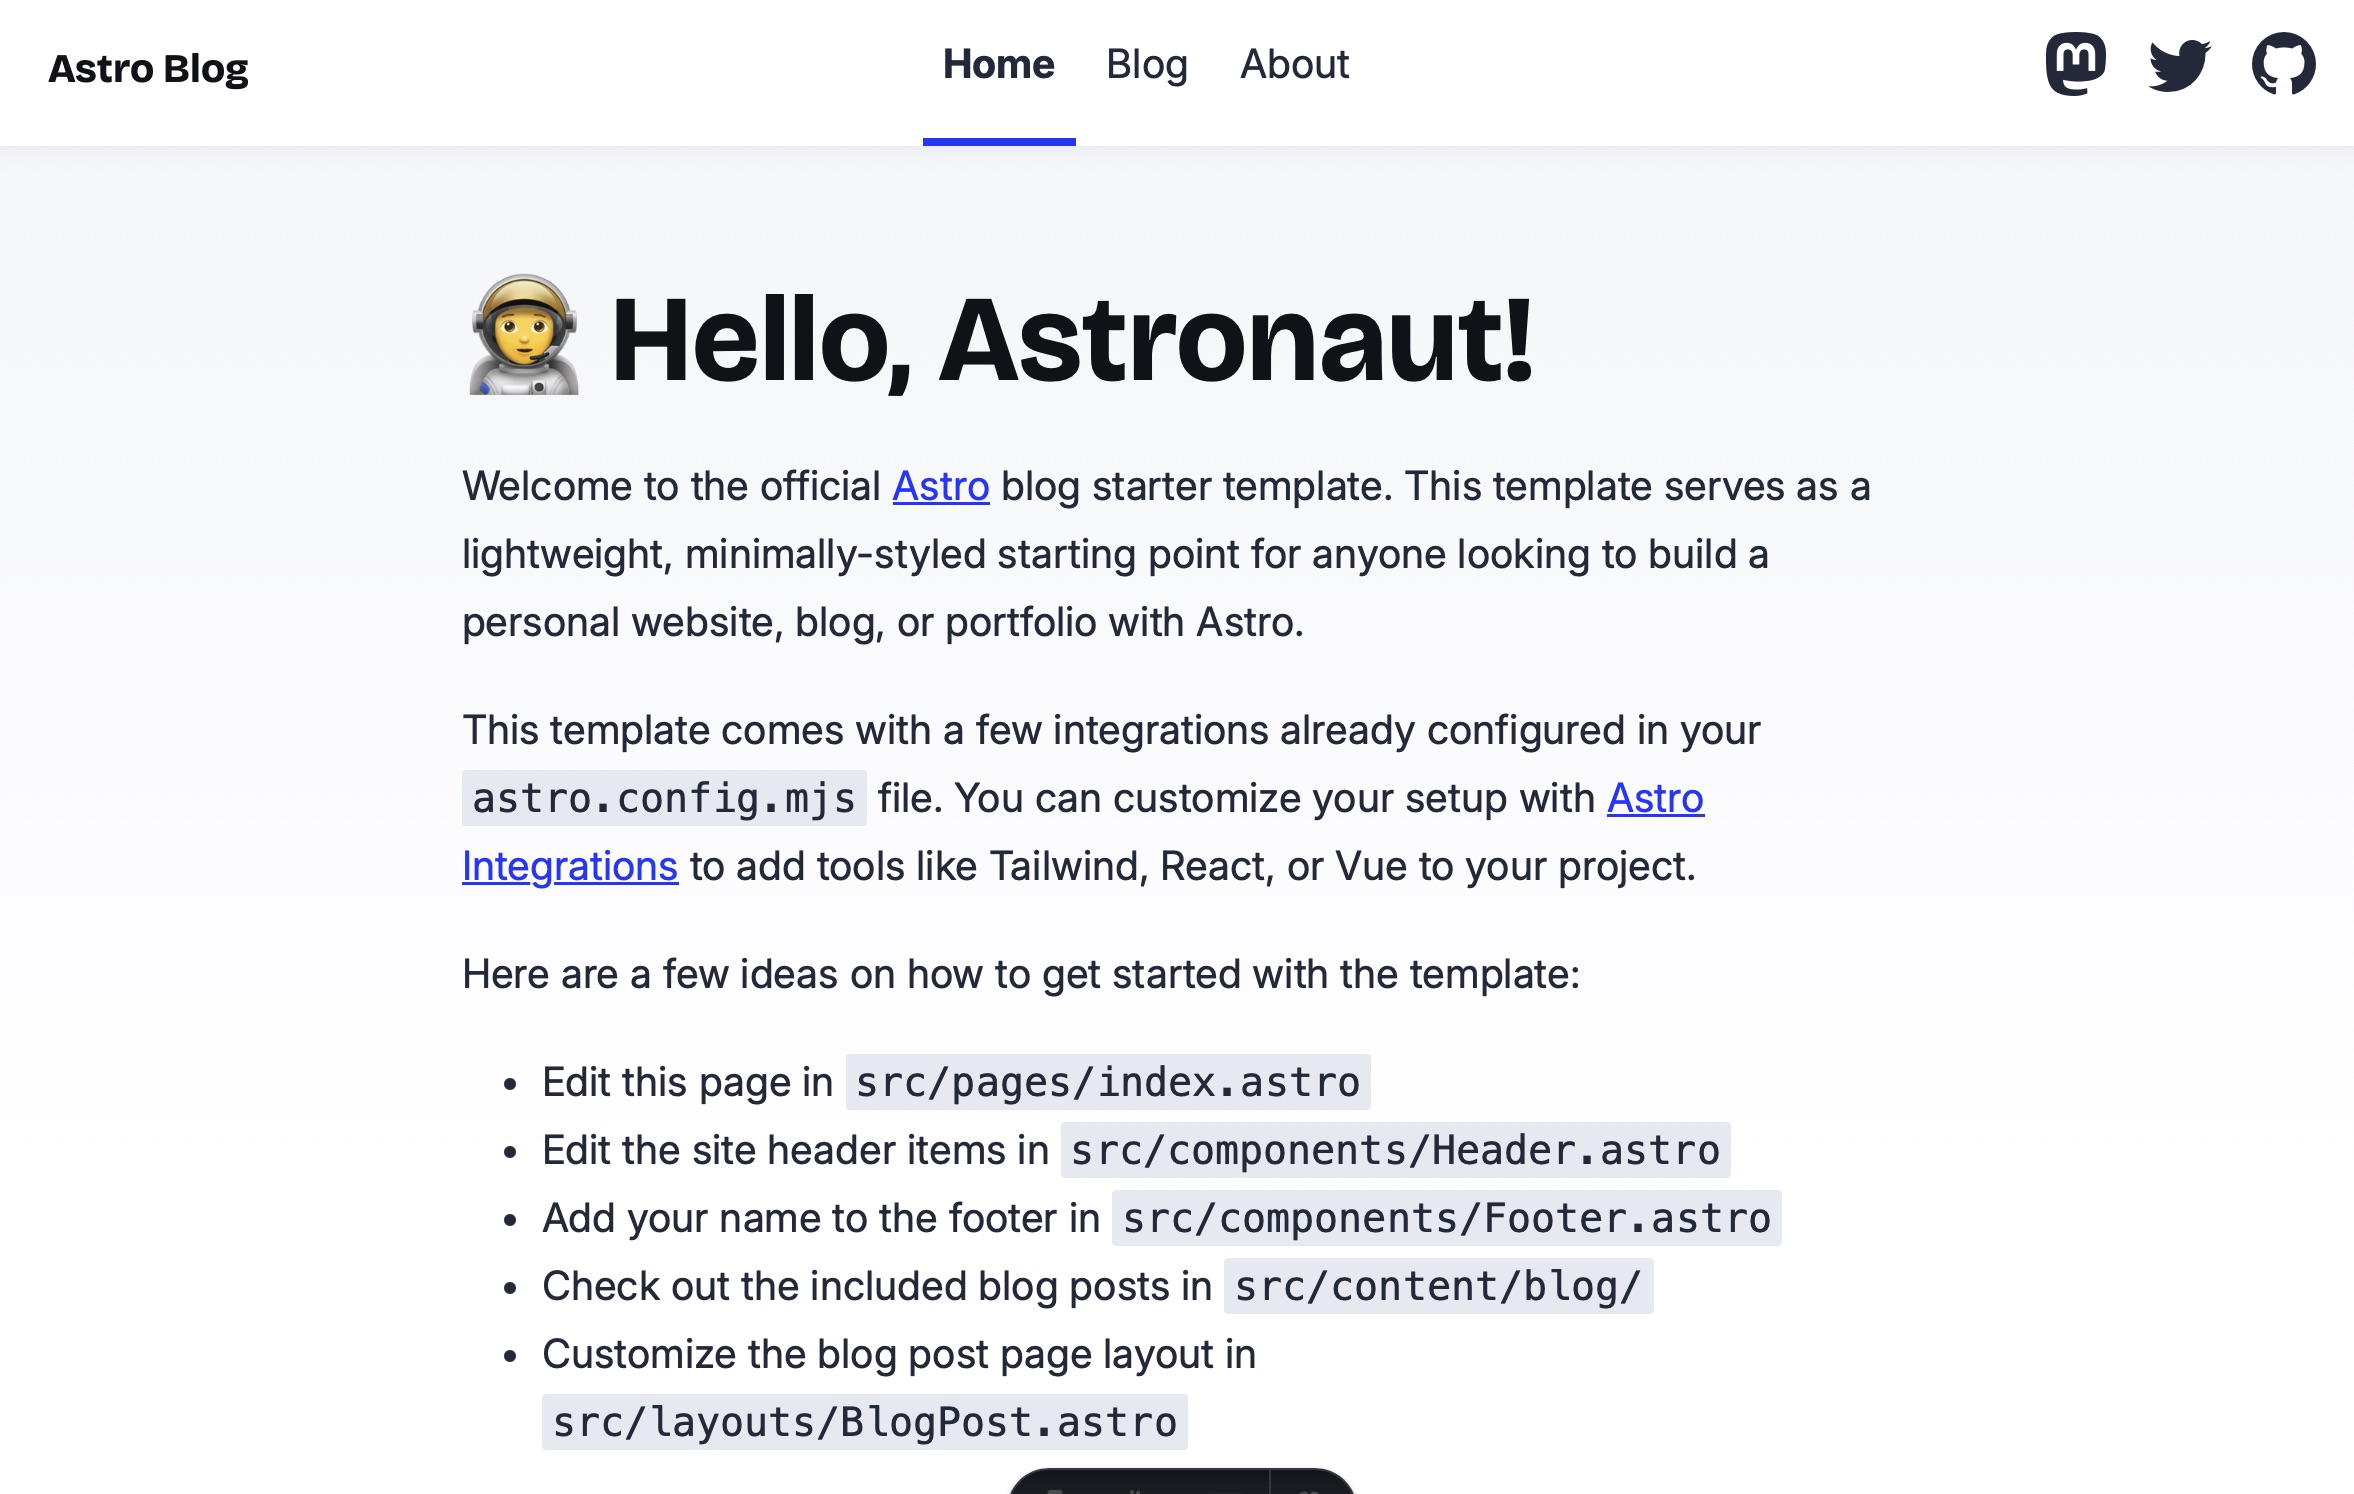 Astro Blog
Home Blog About
🧑‍🚀 Hello, Astronaut!
Welcome to the official Astro blog starter template. This template serves as a
lightweight, minimally-styled starting point for anyone looking to build a
personal website, blog, or portfolio with Astro.
This template comes with a few integrations already configured in your
astro.config.mjs file. You can customize your setup with Astro
Integrations to add tools like Tailwind, React, or Vue to your project.
Here are a few ideas on how to get started with the template:
• Edit this page in src/pages/index.astro
• Edit the site header items in src/components/Header.astro
• Add your name to the footer in src/components/Footer.astro
• Check out the included blog posts in src/content/blog/
• Customize the blog post page layout in
src/layouts/BlogPost.astro